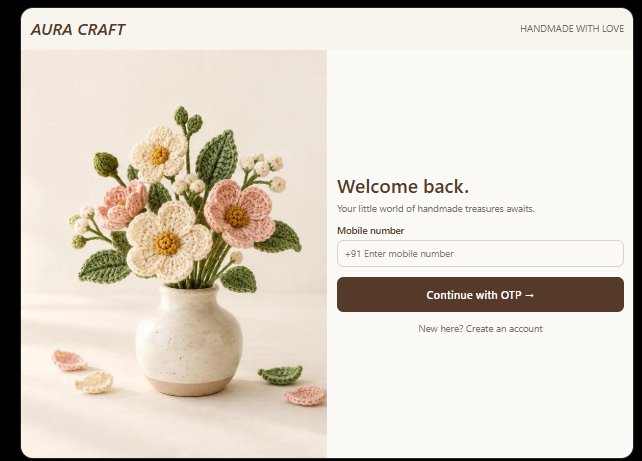 AURA CRAFT
HANDMADE WITH LOVE
Welcome back.
Your little world of handmade treasures awaits.
Mobile number
+91 Enter mobile number
Continue with OTP →
New here? Create an account